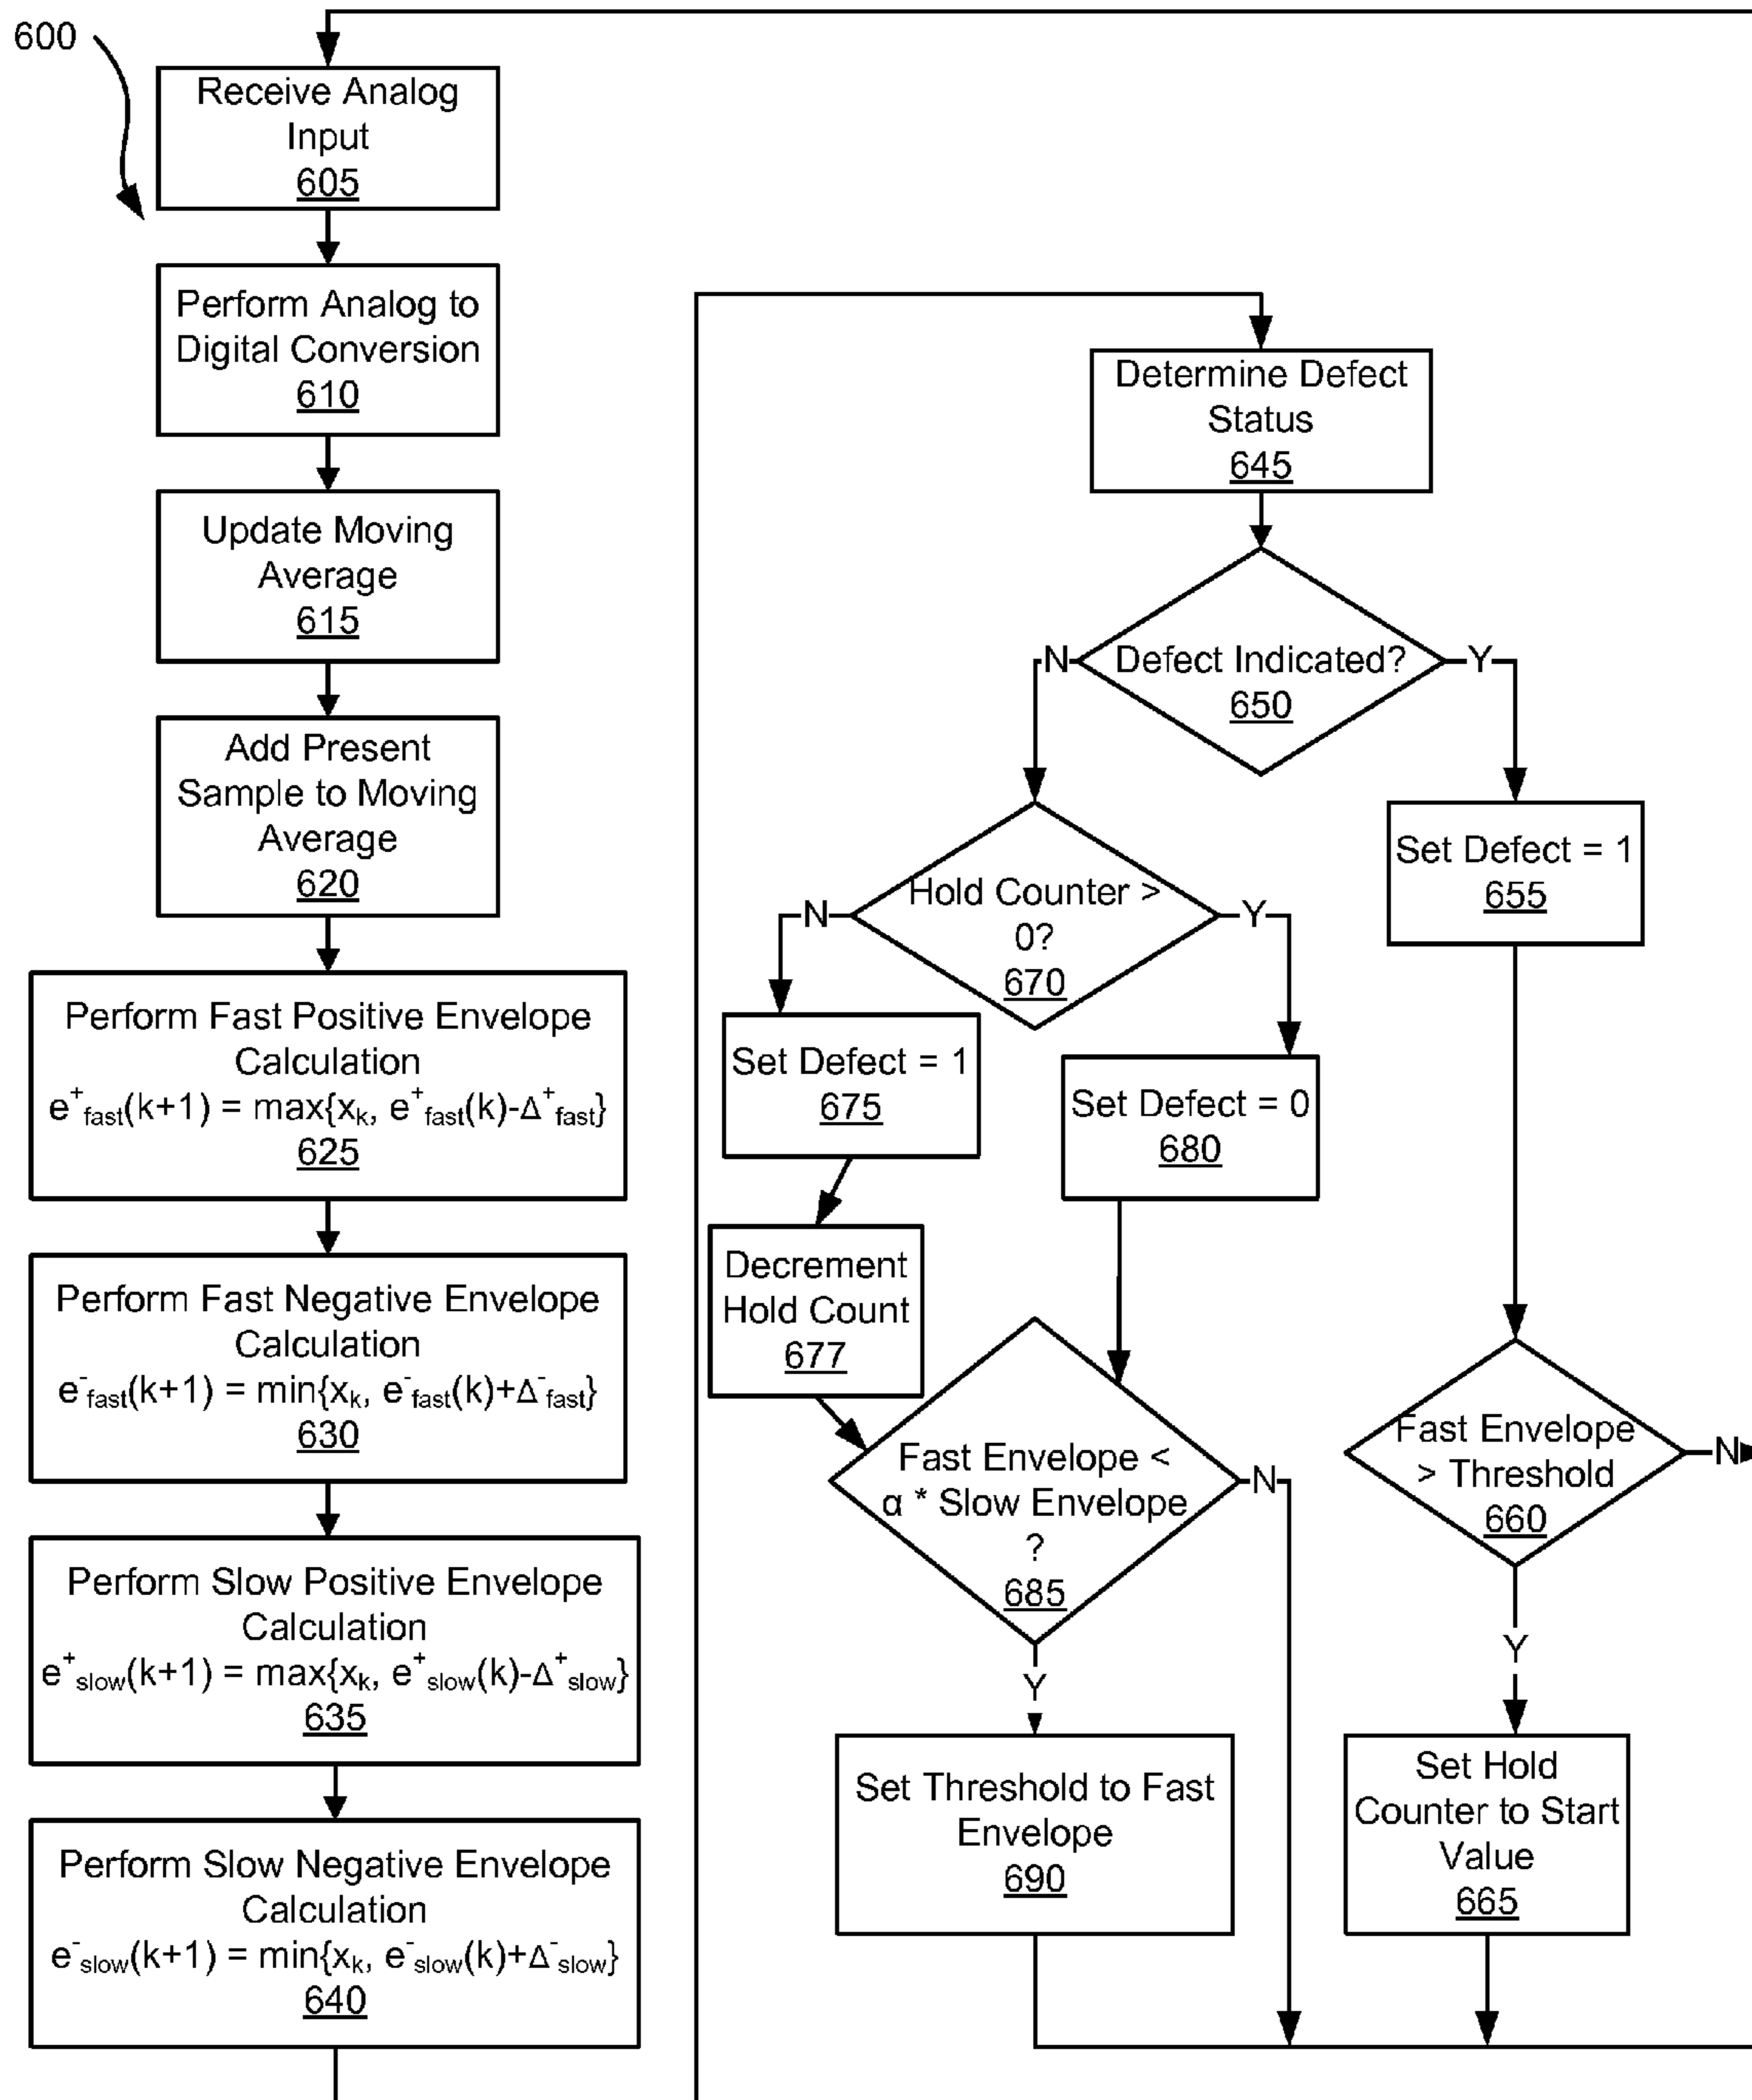 600
Receive Analog
Input
605
Perform Analog to
Digital Conversion
610
Update Moving
Average
615
Add Present
Sample to Moving
Average
620
Perform Fast Positive Envelope
Calculation
e⁺fast(k+1) = max{xk, e⁺fast(k)-Δ⁺fast}
625
Perform Fast Negative Envelope
Calculation
e⁻fast(k+1) = min{xk, e⁻fast(k)+Δ⁻fast}
630
Perform Slow Positive Envelope
Calculation
e⁺slow(k+1) = max{xk, e⁺slow(k)-Δ⁺slow}
635
Perform Slow Negative Envelope
Calculation
e⁻slow(k+1) = min{xk, e⁻slow(k)+Δ⁻slow}
640
Determine Defect
Status
645
Defect Indicated?
650
N
Y
Hold Counter >
0?
670
N
Y
Set Defect = 1
655
Set Defect = 1
675
Set Defect = 0
680
Decrement
Hold Count
677
Fast Envelope <
α * Slow Envelope
?
685
N
Y
Fast Envelope
> Threshold
660
N
Y
Set Threshold to Fast
Envelope
690
Set Hold
Counter to Start
Value
665